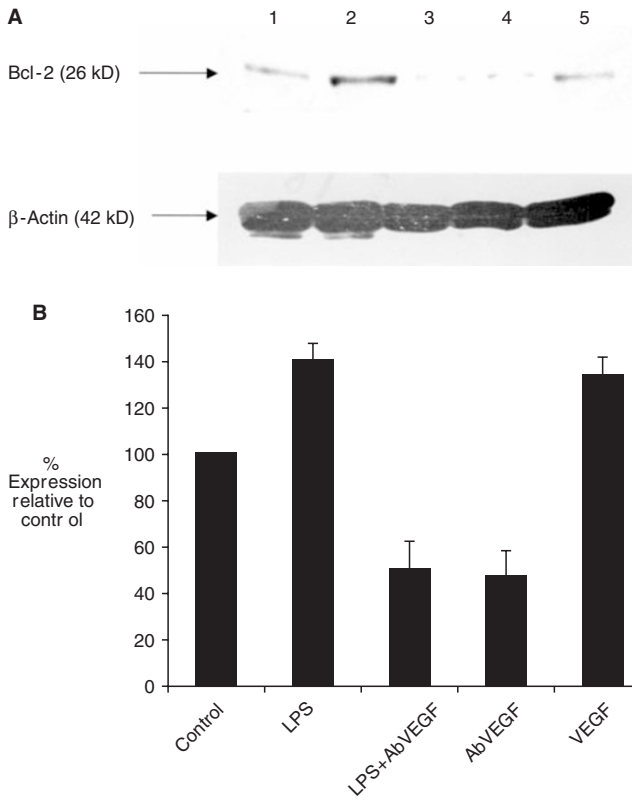 A
1 2 3 4 5
Bcl-2 (26 kD)
β-Actin (42 kD)
B
160
140
120
100
80
60
40
20
0
%
Expression
relative to
contr ol
Control
LPS
LPS+AbVEGF
AbVEGF
VEGF